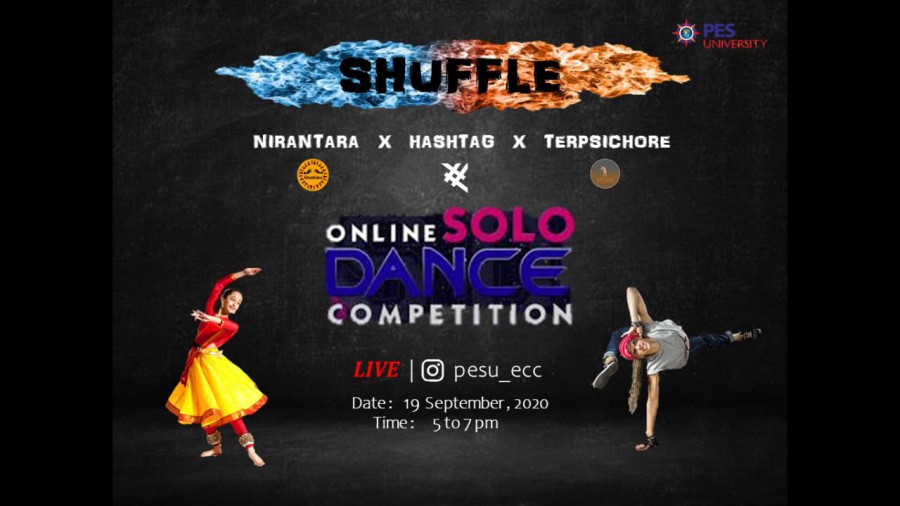 PES
UNIVERSITY
SHUFFLE
NIRANTARA X HASHTAG X TERPSICHORE
ONLINE SOLO
DANCE
COMPETITION
LIVE | pesu_ecc
Date: 19 September, 2020
Time: 5 to 7 pm